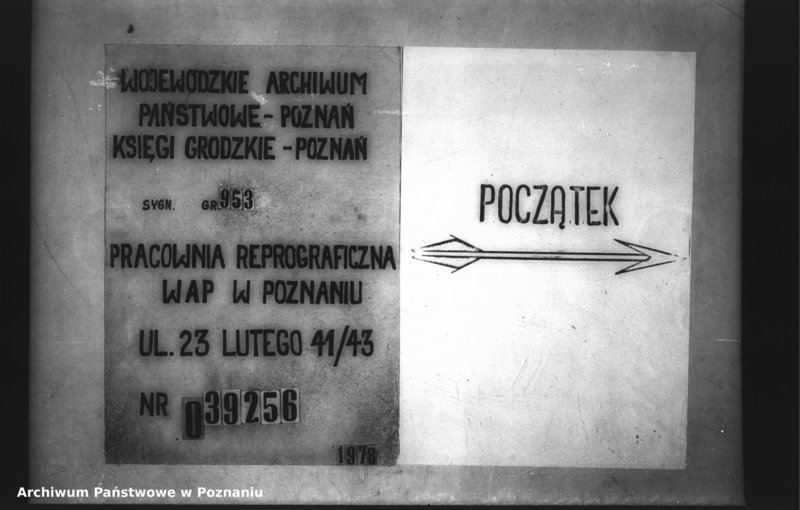 WOJEWÓDZKIE ARCHIWUM
PAŃSTWOWE - POZNAŃ
KSIĘGI GRODZKIE - POZNAŃ
SYGN. GR. 953
PRACOWNIA REPROGRAFICZNA
WAP W POZNANIU
UL. 23 LUTEGO 41/43
NR 039256
1978
POCZĄTEK
Archiwum Państwowe w Poznaniu